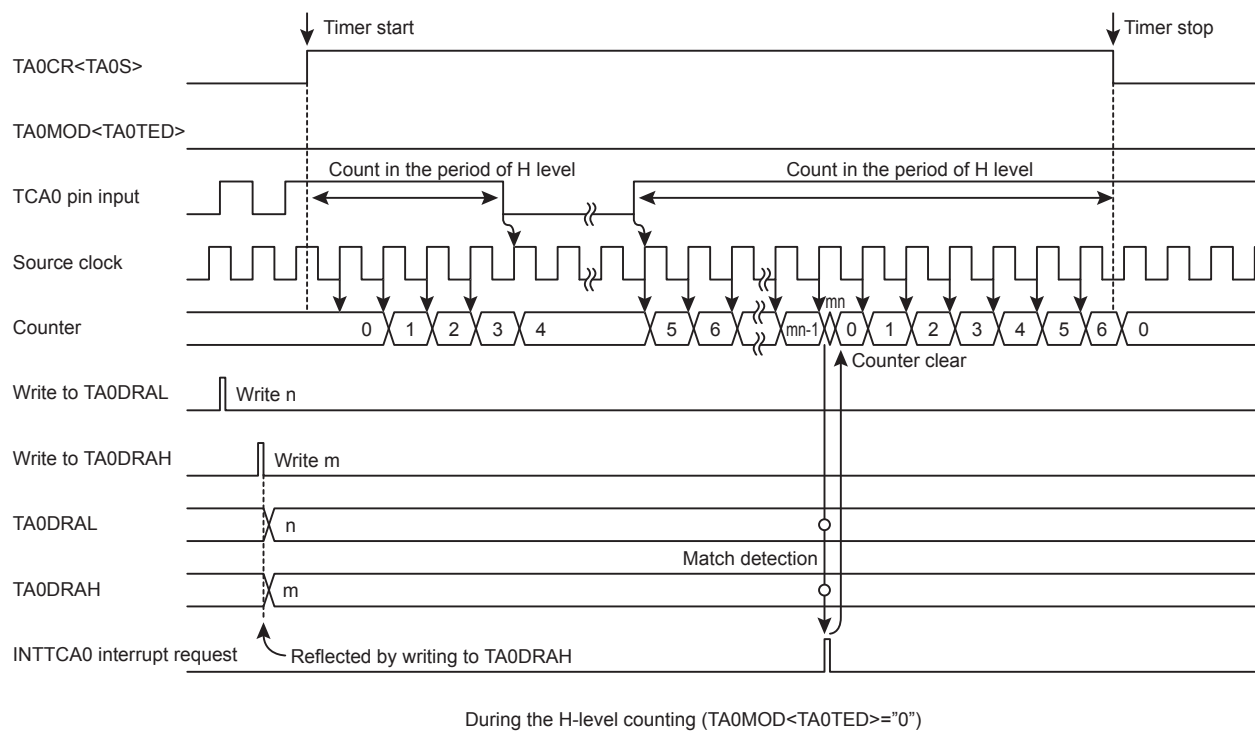 Timer start Timer stop
TA0CR<TA0S>
TA0MOD<TA0TED>
Count in the period of H level Count in the period of H level
TCA0 pin input
Source clock
mn
Counter 0 1 2 3 4 5 6 mn-1 0 1 2 3 4 5 6 0
Counter clear
Write to TA0DRAL Write n
Write to TA0DRAH Write m
TA0DRAL n
Match detection
TA0DRAH m
INTTCA0 interrupt request Reflected by writing to TA0DRAH
During the H-level counting (TA0MOD<TA0TED>=”0”)